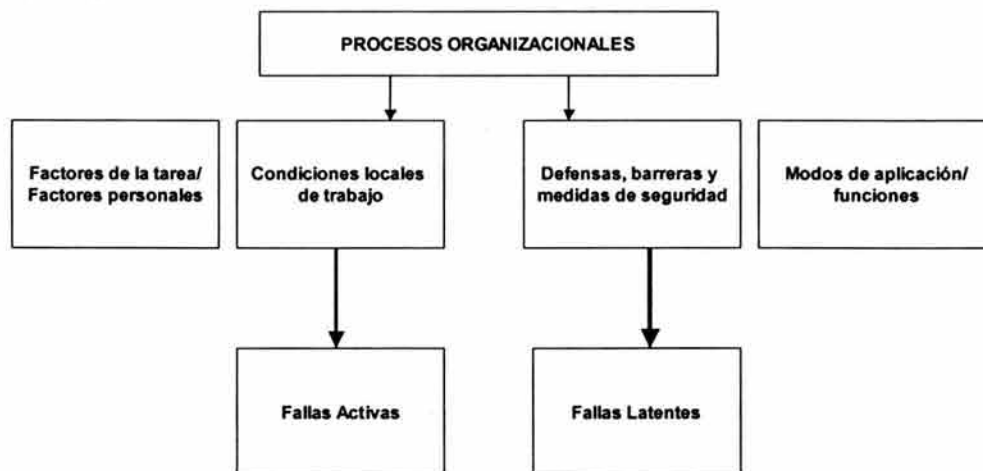 PROCESOS ORGANIZACIONALES
Factores de la tarea/
Factores personales
Condiciones locales
de trabajo
Defensas, barreras y
medidas de seguridad
Modos de aplicación/
funciones
Fallas Activas
Fallas Latentes